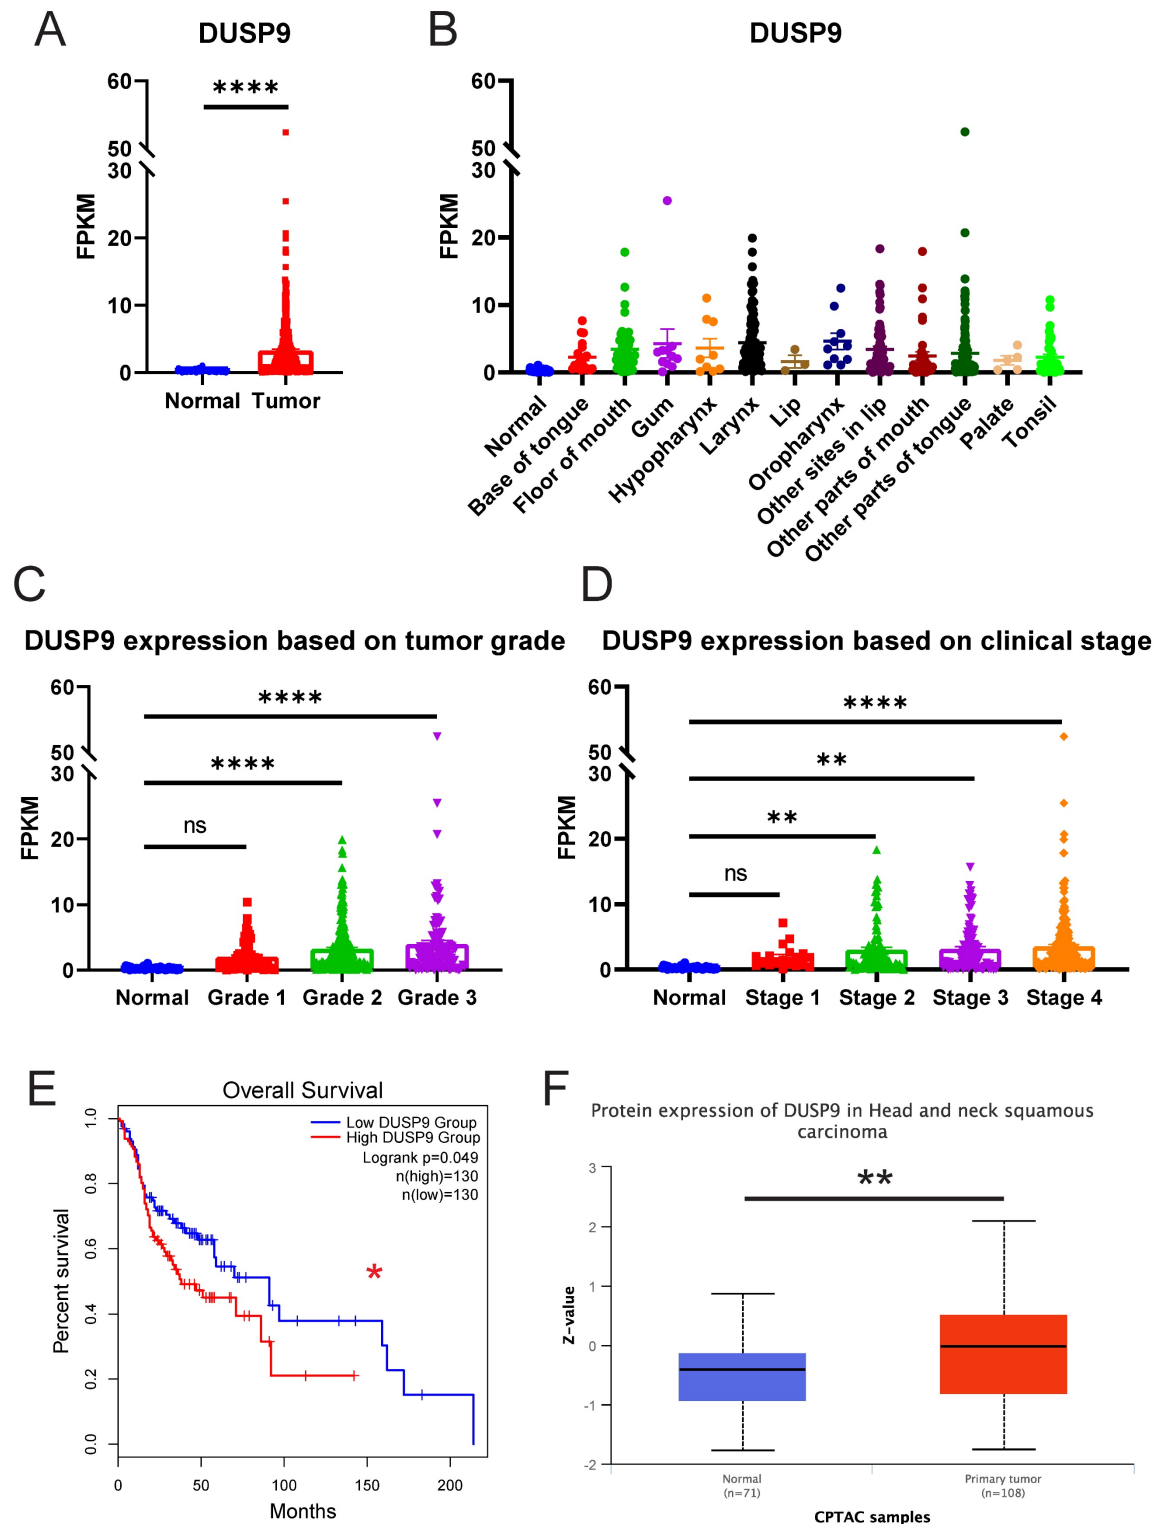 A
DUSP9
****
60
50
30
20
10
0
FPKM
Normal Tumor
B
DUSP9
60
50
30
20
10
0
FPKM
Normal
Base of tongue
Floor of mouth
Gum
Hypopharynx
Larynx
Lip
Oropharynx
Other sites in lip
Other parts of mouth
Other parts of tongue
Palate
Tonsil
C
DUSP9 expression based on tumor grade
****
****
ns
60
50
30
20
10
0
FPKM
Normal Grade 1 Grade 2 Grade 3
D
DUSP9 expression based on clinical stage
****
**
**
ns
60
50
30
20
10
0
FPKM
Normal Stage 1 Stage 2 Stage 3 Stage 4
E
Overall Survival
Low DUSP9 Group
High DUSP9 Group
Logrank p=0.049
n(high)=130
n(low)=130
*
1.0
0.8
0.6
0.4
0.2
0.0
Percent survival
0 50 100 150 200
Months
F
Protein expression of DUSP9 in Head and neck squamous
carcinoma
**
3
2
1
0
-1
-2
Z-value
Normal
(n=71)
Primary tumor
(n=108)
CPTAC samples